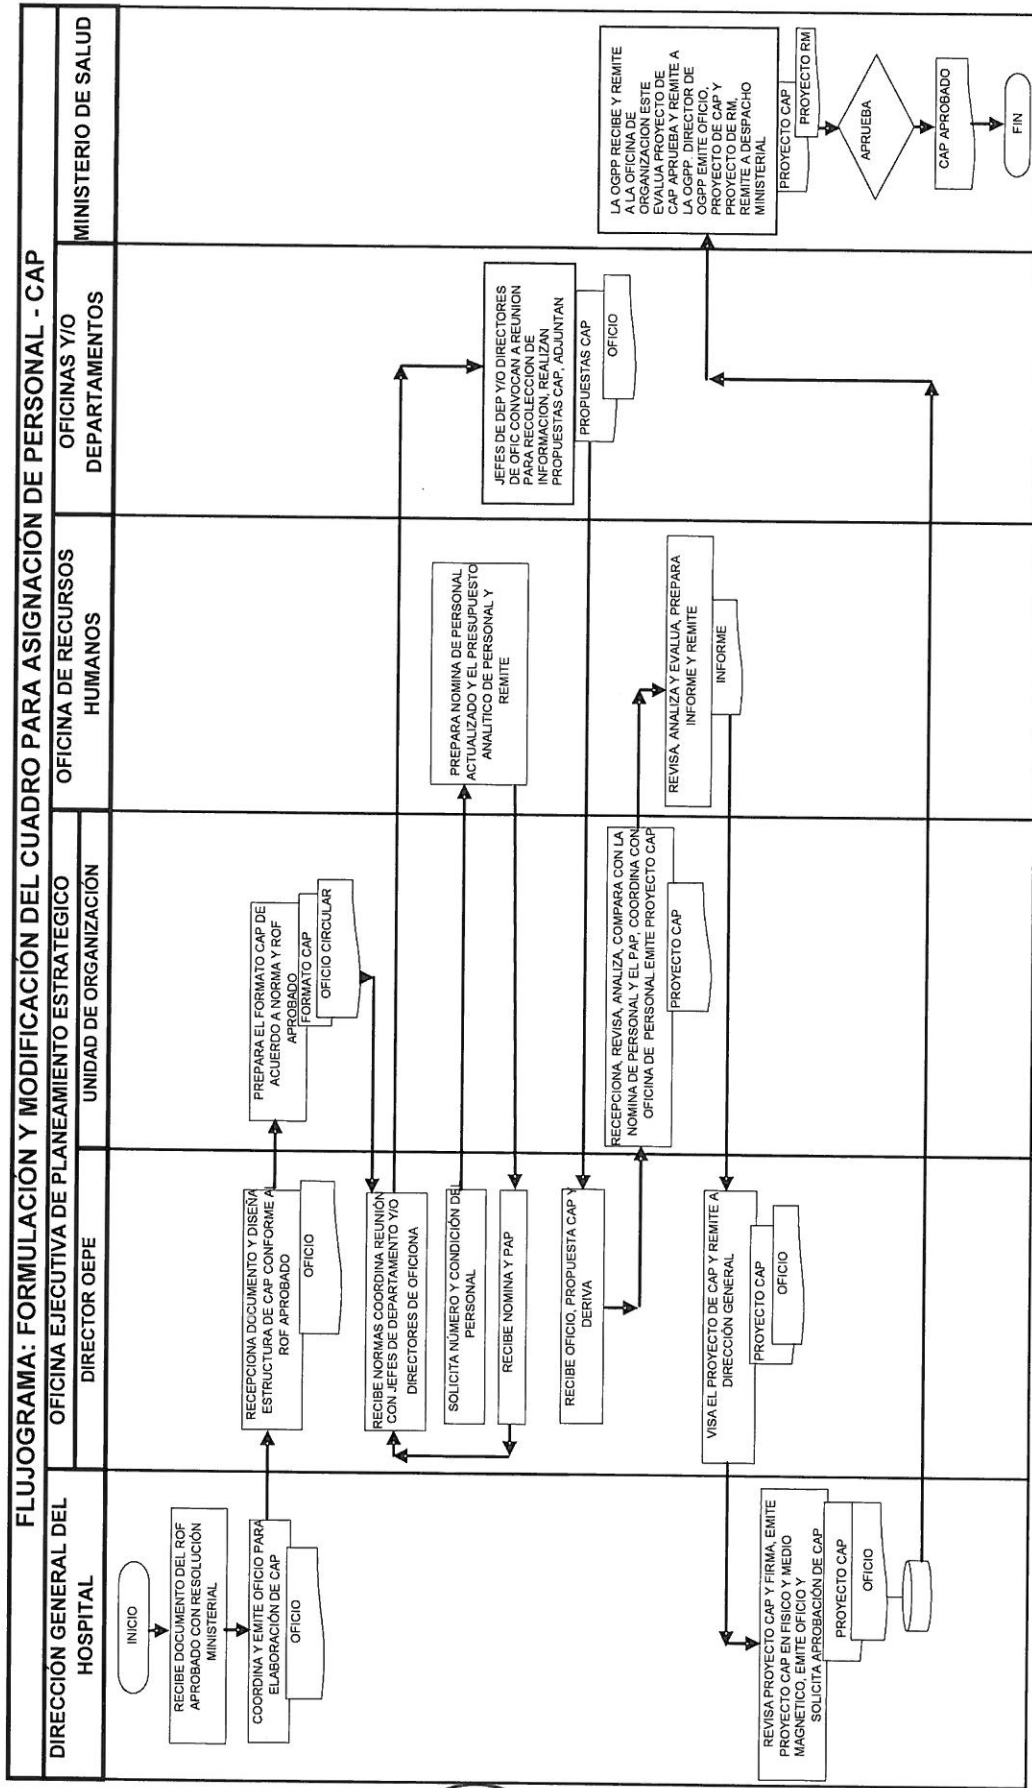 FLUJOGRAMA: FORMULACIÓN Y MODIFICACIÓN DEL CUADRO PARA ASIGNACIÓN DE PERSONAL - CAP
DIRECCIÓN GENERAL DEL
HOSPITAL
OFICINA EJECUTIVA DE PLANEAMIENTO ESTRATEGICO
DIRECTOR OEPE
UNIDAD DE ORGANIZACIÓN
OFICINA DE RECURSOS
HUMANOS
OFICINAS Y/O
DEPARTAMENTOS
MINISTERIO DE SALUD
INICIO
RECIBE DOCUMENTO DEL ROF
APROBADO CON RESOLUCIÓN
MINISTERIAL
COORDINA Y EMITE OFICIO PARA
ELABORACIÓN DE CAP
OFICIO
RECEPCIONA DOCUMENTO Y DISEÑA
ESTRUCTURA DE CAP CONFORME AL
ROF APROBADO
OFICIO
PREPARA EL FORMATO CAP DE
ACUERDO A NORMA Y ROF
APROBADO
FORMATO CAP
OFICIO CIRCULAR
RECIBE NORMAS COORDINA REUNIÓN
CON JEFES DE DEPARTAMENTO Y/O
DIRECTORES DE OFICIONA
JEFES DE DEP Y/O DIRECTORES
DE OFIC CONVOCAN A REUNION
PARA RECOLECCION DE
INFORMACION, REALIZAN
PROPUESTAS CAP, ADJUNTAN
PROPUESTAS CAP
OFICIO
SOLICITA NÚMERO Y CONDICIÓN DEL
PERSONAL
PREPARA NOMINA DE PERSONAL
ACTUALIZADO Y EL PRESUPUESTO
ANALITICO DE PERSONAL Y
REMITE
RECIBE NOMINA Y PAP
RECIBE OFICIO, PROPUESTA CAP Y
DERIVA
RECEPCIONA, REVISA, ANALIZA, COMPARA CON LA
NOMINA DE PERSONAL Y EL PAP, COORDINA CON
OFICINA DE PERSONAL EMITE PROYECTO CAP
PROYECTO CAP
REVISA, ANALIZA Y EVALUA, PREPARA
INFORME Y REMITE
INFORME
VISA EL PROYECTO DE CAP Y REMITE A
DIRECCIÓN GENERAL
PROYECTO CAP
OFICIO
REVISA PROYECTO CAP Y FIRMA, EMITE
PROYECTO CAP EN FISICO Y MEDIO
MAGNETICO, EMITE OFICIO Y
SOLICITA APROBACIÓN DE CAP
PROYECTO CAP
OFICIO
LA OGPP RECIBE Y REMITE
A LA OFICINA DE
ORGANIZACION ESTE
EVALUA PROYECTO DE
CAP APRUEBA Y REMITE A
LA OGPP. DIRECTOR DE
OGPP EMITE OFICIO,
PROYECTO DE CAP Y
PROYECTO DE RM,
REMITE A DESPACHO
MINISTERIAL
PROYECTO CAP
PROYECTO RM
APRUEBA
CAP APROBADO
FIN